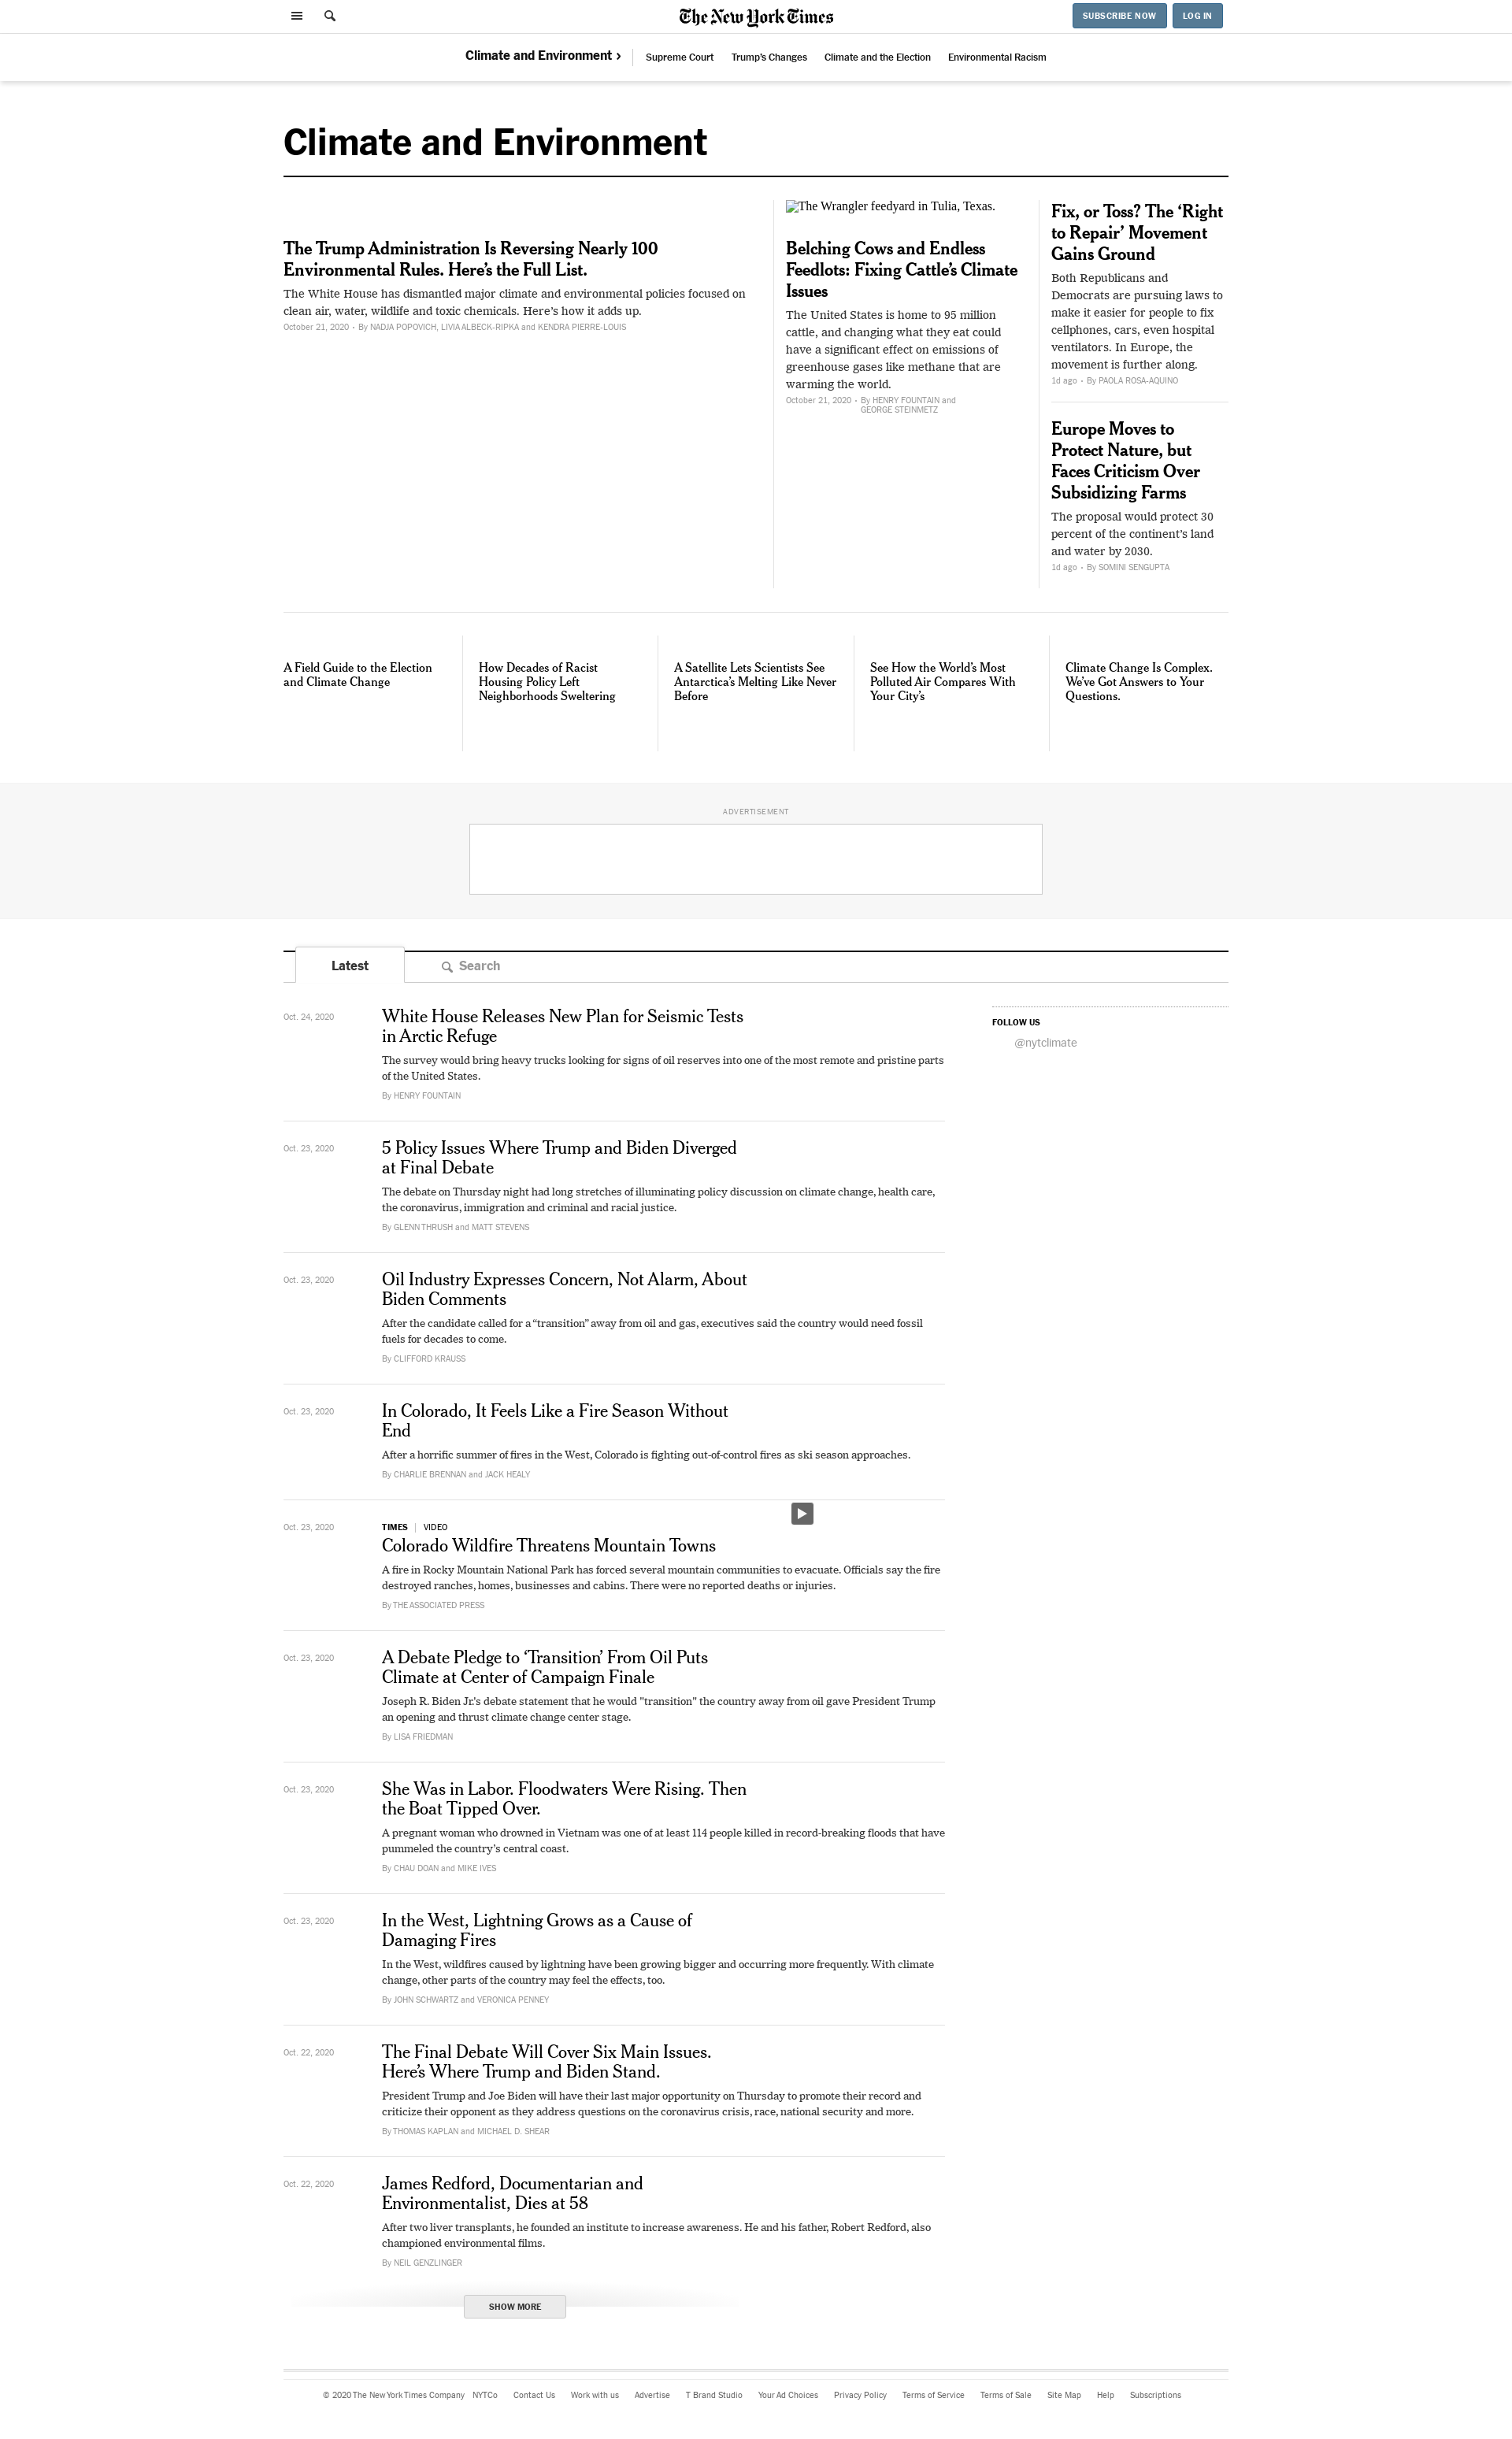 The New York Times
SUBSCRIBE NOW
LOG IN
Climate and Environment ›
Supreme Court
Trump's Changes
Climate and the Election
Environmental Racism
Climate and Environment
The Trump Administration Is Reversing Nearly 100
Environmental Rules. Here's the Full List.
The White House has dismantled major climate and environmental policies focused on
clean air, water, wildlife and toxic chemicals. Here's how it adds up.
October 21, 2020 • By NADJA POPOVICH, LIVIA ALBECK-RIPKA and KENDRA PIERRE-LOUIS
The Wrangler feedyard in Tulia, Texas.
Belching Cows and Endless
Feedlots: Fixing Cattle's Climate
Issues
The United States is home to 95 million
cattle, and changing what they eat could
have a significant effect on emissions of
greenhouse gases like methane that are
warming the world.
October 21, 2020 • By HENRY FOUNTAIN and
GEORGE STEINMETZ
Fix, or Toss? The ‘Right
to Repair’ Movement
Gains Ground
Both Republicans and
Democrats are pursuing laws to
make it easier for people to fix
cellphones, cars, even hospital
ventilators. In Europe, the
movement is further along.
1d ago • By PAOLA ROSA-AQUINO
Europe Moves to
Protect Nature, but
Faces Criticism Over
Subsidizing Farms
The proposal would protect 30
percent of the continent's land
and water by 2030.
1d ago • By SOMINI SENGUPTA
A Field Guide to the Election
and Climate Change
How Decades of Racist
Housing Policy Left
Neighborhoods Sweltering
A Satellite Lets Scientists See
Antarctica's Melting Like Never
Before
See How the World's Most
Polluted Air Compares With
Your City's
Climate Change Is Complex.
We've Got Answers to Your
Questions.
ADVERTISEMENT
Latest
Search
Oct. 24, 2020
White House Releases New Plan for Seismic Tests
in Arctic Refuge
The survey would bring heavy trucks looking for signs of oil reserves into one of the most remote and pristine parts
of the United States.
By HENRY FOUNTAIN
FOLLOW US
@nytclimate
Oct. 23, 2020
5 Policy Issues Where Trump and Biden Diverged
at Final Debate
The debate on Thursday night had long stretches of illuminating policy discussion on climate change, health care,
the coronavirus, immigration and criminal and racial justice.
By GLENN THRUSH and MATT STEVENS
Oct. 23, 2020
Oil Industry Expresses Concern, Not Alarm, About
Biden Comments
After the candidate called for a “transition” away from oil and gas, executives said the country would need fossil
fuels for decades to come.
By CLIFFORD KRAUSS
Oct. 23, 2020
In Colorado, It Feels Like a Fire Season Without
End
After a horrific summer of fires in the West, Colorado is fighting out-of-control fires as ski season approaches.
By CHARLIE BRENNAN and JACK HEALY
Oct. 23, 2020
TIMES | VIDEO
Colorado Wildfire Threatens Mountain Towns
A fire in Rocky Mountain National Park has forced several mountain communities to evacuate. Officials say the fire
destroyed ranches, homes, businesses and cabins. There were no reported deaths or injuries.
By THE ASSOCIATED PRESS
Oct. 23, 2020
A Debate Pledge to ‘Transition’ From Oil Puts
Climate at Center of Campaign Finale
Joseph R. Biden Jr.'s debate statement that he would "transition" the country away from oil gave President Trump
an opening and thrust climate change center stage.
By LISA FRIEDMAN
Oct. 23, 2020
She Was in Labor. Floodwaters Were Rising. Then
the Boat Tipped Over.
A pregnant woman who drowned in Vietnam was one of at least 114 people killed in record-breaking floods that have
pummeled the country's central coast.
By CHAU DOAN and MIKE IVES
Oct. 23, 2020
In the West, Lightning Grows as a Cause of
Damaging Fires
In the West, wildfires caused by lightning have been growing bigger and occurring more frequently. With climate
change, other parts of the country may feel the effects, too.
By JOHN SCHWARTZ and VERONICA PENNEY
Oct. 22, 2020
The Final Debate Will Cover Six Main Issues.
Here's Where Trump and Biden Stand.
President Trump and Joe Biden will have their last major opportunity on Thursday to promote their record and
criticize their opponent as they address questions on the coronavirus crisis, race, national security and more.
By THOMAS KAPLAN and MICHAEL D. SHEAR
Oct. 22, 2020
James Redford, Documentarian and
Environmentalist, Dies at 58
After two liver transplants, he founded an institute to increase awareness. He and his father, Robert Redford, also
championed environmental films.
By NEIL GENZLINGER
SHOW MORE
© 2020 The New York Times Company NYTCo Contact Us Work with us Advertise T Brand Studio Your Ad Choices Privacy Policy Terms of Service Terms of Sale Site Map Help Subscriptions